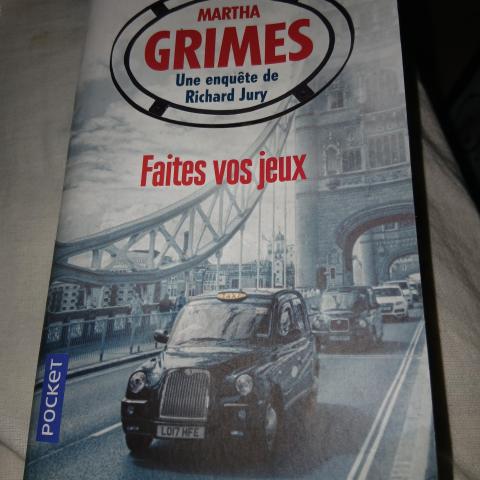 MARTHA
GRIMES
Une enquête de
Richard Jury
Faites vos jeux
TAXI
LO17 HFE
POCKET